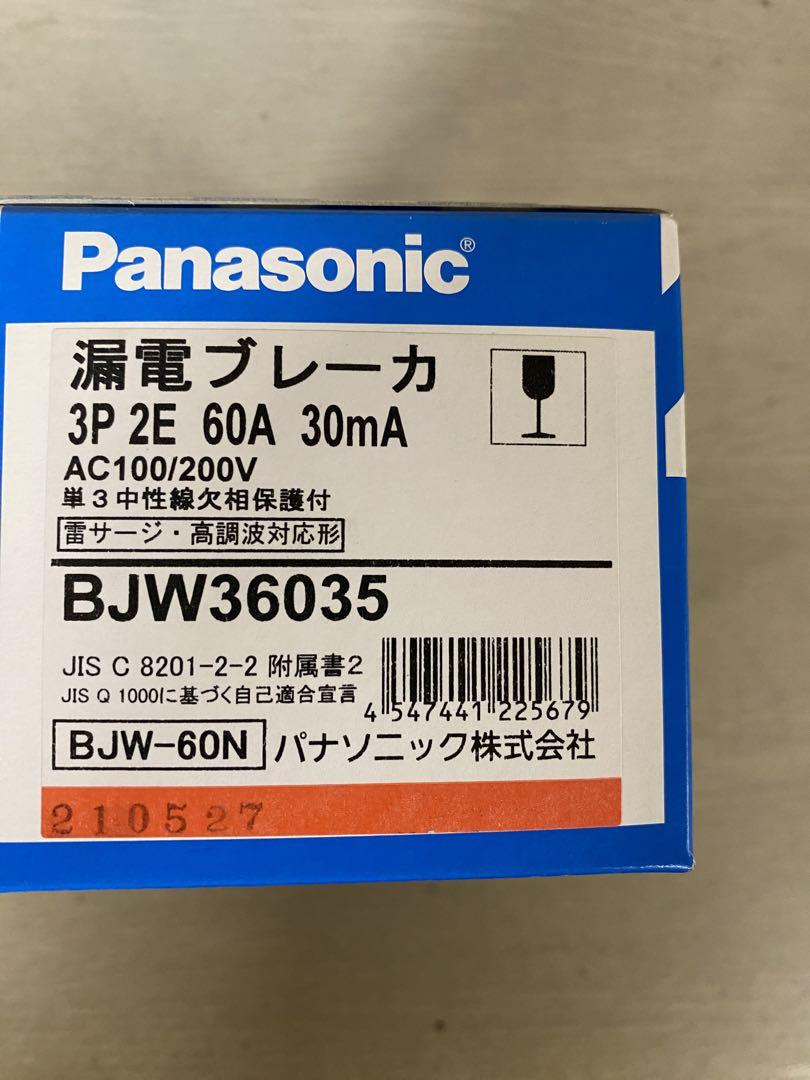 Panasonic®
漏電ブレーカ
3P 2E 60A 30mA
AC100/200V
単3中性線欠相保護付
雷サージ・高調波対応形
BJW36035
JIS C 8201-2-2 附属書2
JIS Q 1000に基づく自己適合宣言
4 547441 225679
BJW-60N パナソニック株式会社
210527